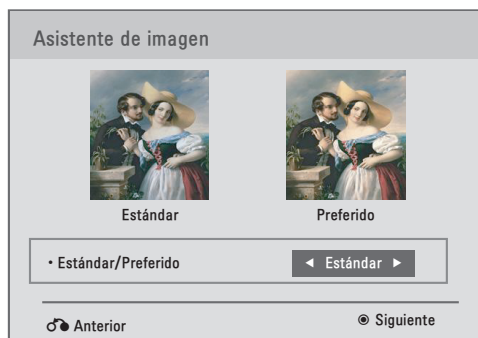 Asistente de imagen
Estándar
Preferido
• Estándar/Preferido
◄ Estándar ►
Anterior
◉ Siguiente